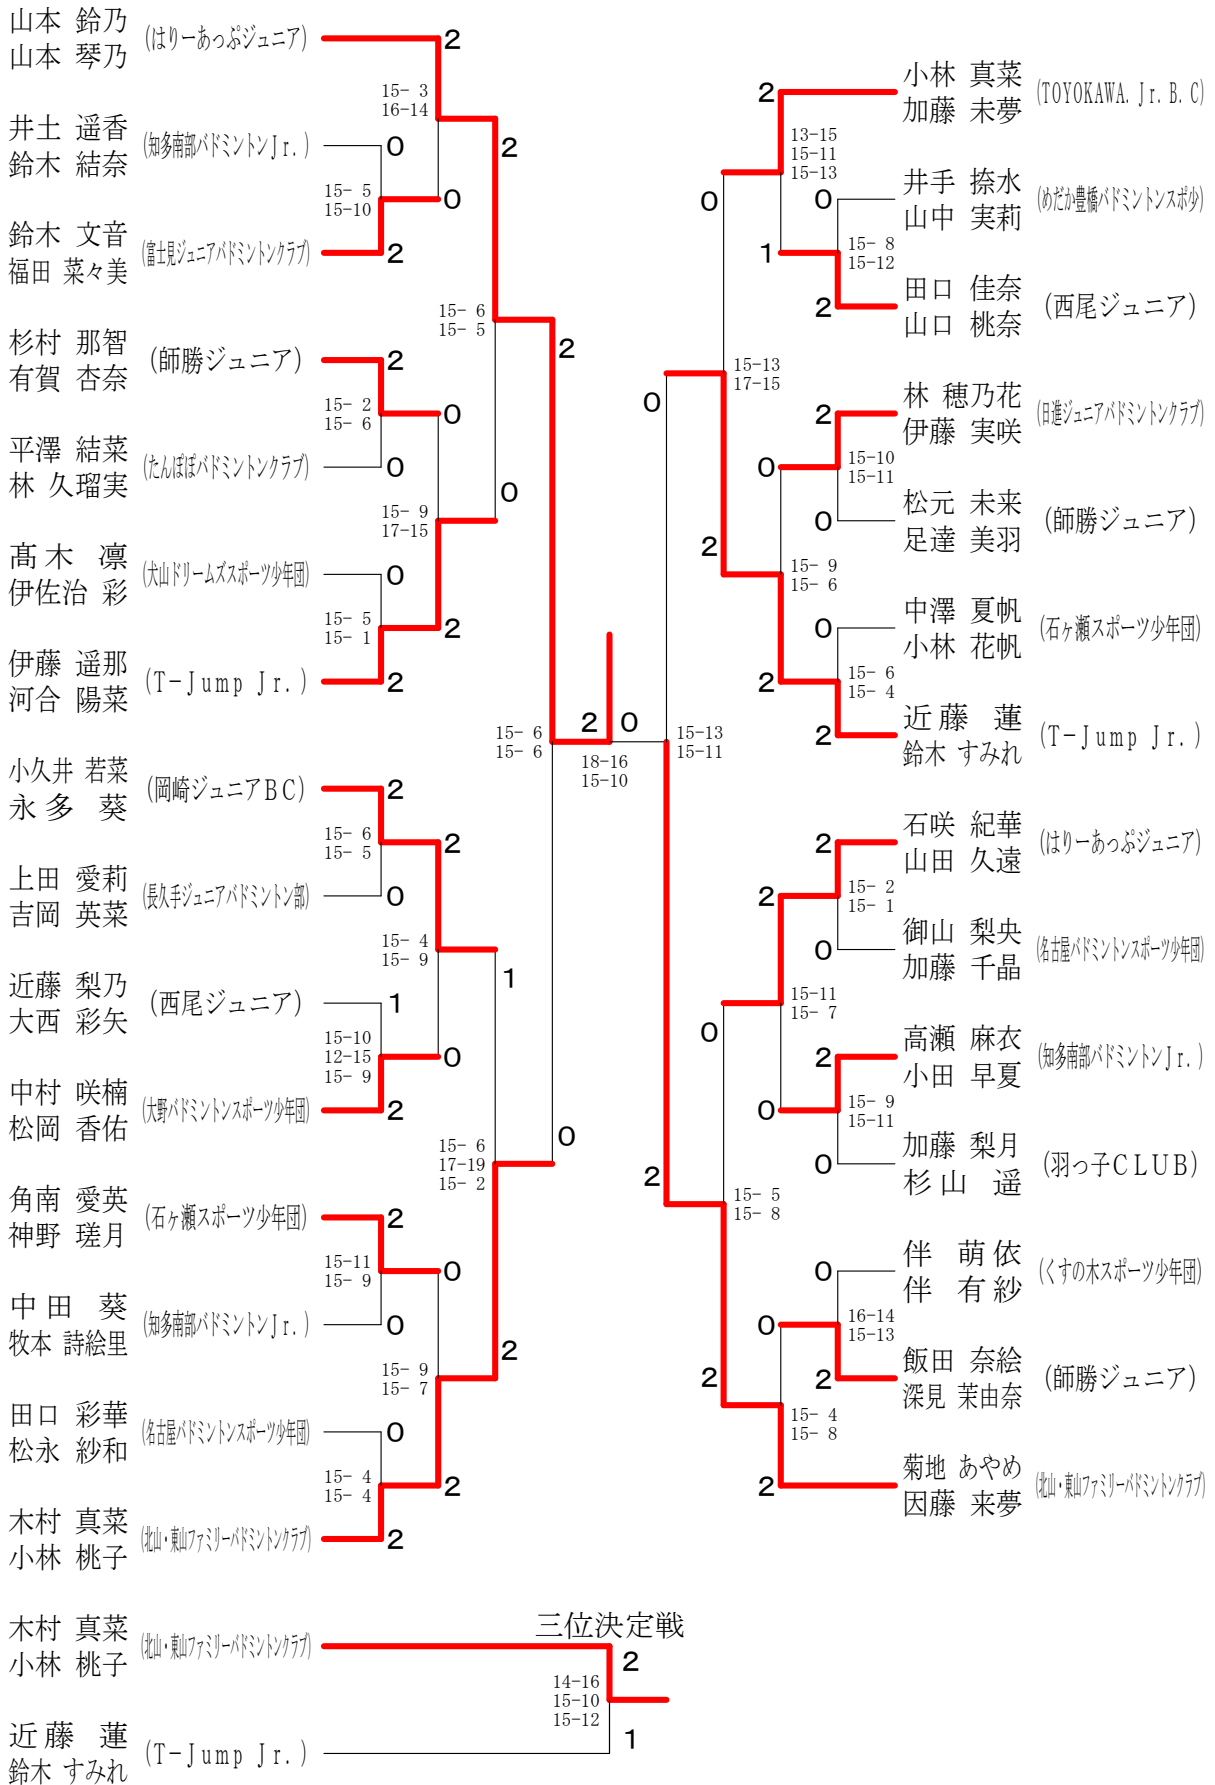 山本 鈴乃
山本 琴乃
(はりーあっぷジュニア)
2
15- 3
16-14
井土 遥香
鈴木 結奈
(知多南部バドミントンJr.)
0
2
15- 5
15-10
0
鈴木 文音
福田 菜々美
(富士見ジュニアバドミントンクラブ)
2
15- 6
15- 5
2
杉村 那智
有賀 杏奈
(師勝ジュニア)
2
15- 2
15- 6
0
平澤 結菜
林 久瑠実
(たんぽぽバドミントンクラブ)
0
15- 9
17-15
0
髙木 凛
伊佐治 彩
(犬山ドリームズスポーツ少年団)
0
15- 5
15- 1
2
伊藤 遥那
河合 陽菜
(T-Jump Jr.)
2
15- 6
15- 6
2
0
18-16
15-10
小久井 若菜
永多 葵
(岡崎ジュニアBC)
2
15- 6
15- 5
2
上田 愛莉
吉岡 英菜
(長久手ジュニアバドミントン部)
0
15- 4
15- 9
1
近藤 梨乃
大西 彩矢
(西尾ジュニア)
1
15-10
12-15
15- 9
0
中村 咲楠
松岡 香佑
(大野バドミントンスポーツ少年団)
2
15- 6
17-19
15- 2
0
角南 愛英
神野 瑳月
(石ヶ瀬スポーツ少年団)
2
15-11
15- 9
0
中田 葵
牧本 詩絵里
(知多南部バドミントンJr.)
0
15- 9
15- 7
2
田口 彩華
松永 紗和
(名古屋バドミントンスポーツ少年団)
0
15- 4
15- 4
2
木村 真菜
小林 桃子
(北山・東山ファミリーバドミントンクラブ)
2
小林 真菜
加藤 未夢
(TOYOKAWA.Jr.B.C)
2
13-15
15-11
15-13
0
井手 捺水
山中 実莉
(めだか豊橋バドミントンスポ少)
0
1
15- 8
15-12
田口 佳奈
山口 桃奈
(西尾ジュニア)
2
15-13
17-15
0
林 穂乃花
伊藤 実咲
(日進ジュニアバドミントンクラブ)
2
0
15-10
15-11
松元 未来
足達 美羽
(師勝ジュニア)
0
2
15- 9
15- 6
中澤 夏帆
小林 花帆
(石ヶ瀬スポーツ少年団)
0
2
15- 6
15- 4
近藤 蓮
鈴木 すみれ
(T-Jump Jr.)
2
15-13
15-11
石咲 紀華
山田 久遠
(はりーあっぷジュニア)
2
2
15- 2
15- 1
御山 梨央
加藤 千晶
(名古屋バドミントンスポーツ少年団)
0
0
15-11
15- 7
高瀬 麻衣
小田 早夏
(知多南部バドミントンJr.)
2
0
15- 9
15-11
加藤 梨月
杉山 遥
(羽っ子CLUB)
0
2
15- 5
15- 8
伴 萌依
伴 有紗
(くすの木スポーツ少年団)
0
0
16-14
15-13
飯田 奈絵
深見 茉由奈
(師勝ジュニア)
2
2
15- 4
15- 8
菊地 あやめ
因藤 来夢
(北山・東山ファミリーバドミントンクラブ)
2
三位決定戦
木村 真菜
小林 桃子
(北山・東山ファミリーバドミントンクラブ)
2
14-16
15-10
15-12
1
近藤 蓮
鈴木 すみれ
(T-Jump Jr.)